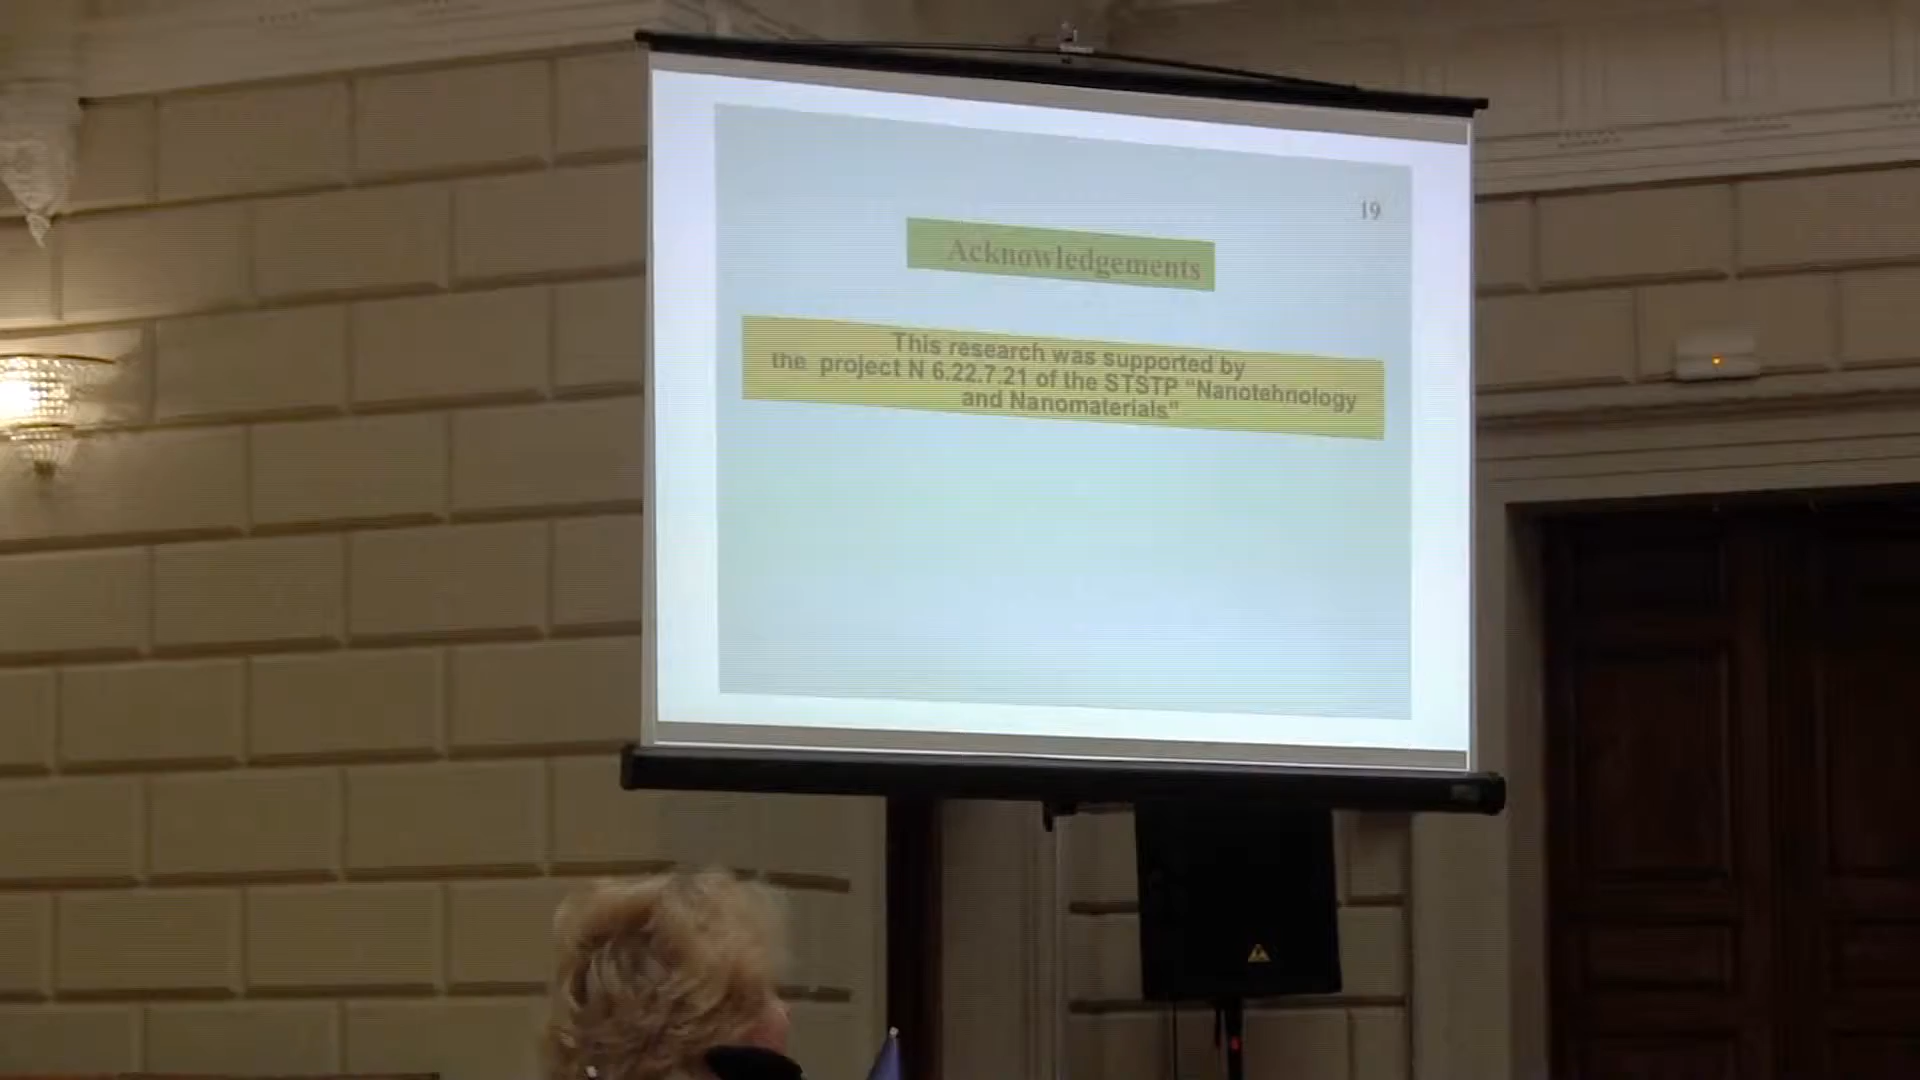 19
Acknowledgements
This research was supported by
the project N 6.22.7.21 of the STSTP "Nanotehnology
and Nanomaterials"